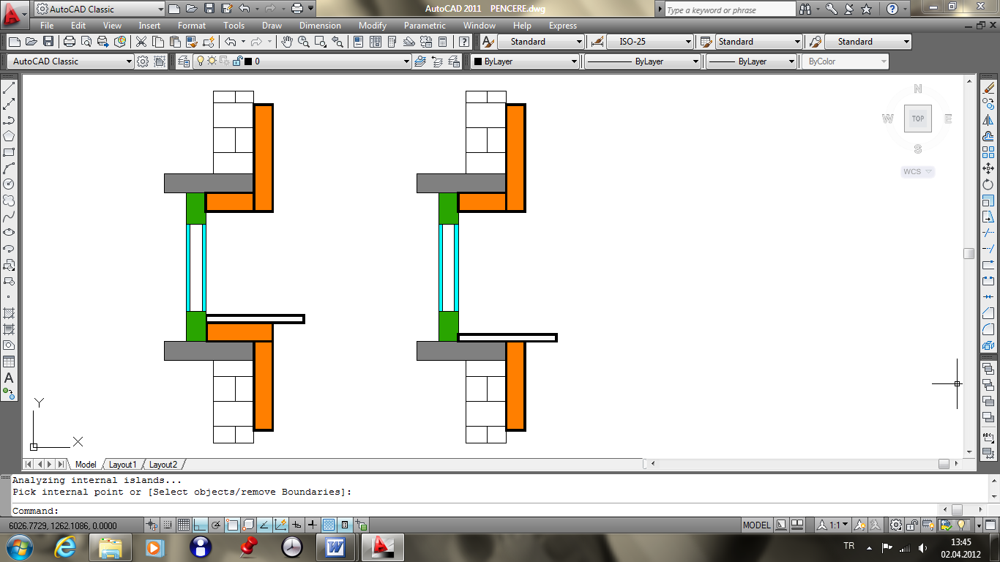 AutoCAD Classic
AutoCAD 2011 PENCERE.dwg
Type a keyword or phrase
File Edit View Insert Format Tools Draw Dimension Modify Parametric Window Help Express
Standard ISO-25 Standard Standard
AutoCAD Classic 0 ByLayer ByLayer ByLayer ByColor
N
W TOP E
S
WCS
Y
X
A
ABC
Model Layout1 Layout2
Analyzing internal islands...
Pick internal point or [Select objects/remove Boundaries]:
Command:
6026.7729, 1262.1086, 0.0000 MODEL 1:1
TR 13:45
02.04.2012